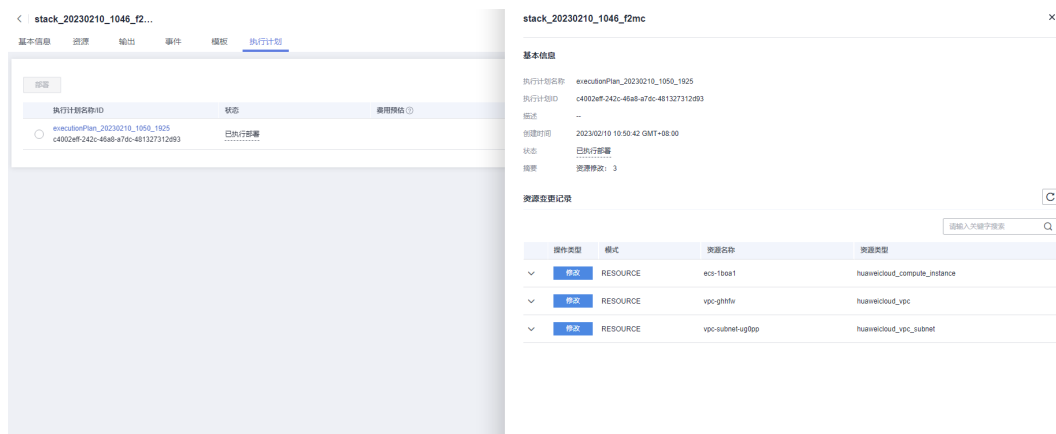 stack_20230210_1046_f2...
基本信息 资源 输出 事件 模板 执行计划
部署
执行计划名称/ID 状态 费用预估
executionPlan_20230210_1050_1925
c4002eff-242c-46a8-a7dc-481327312d93
已执行部署
stack_20230210_1046_f2mc
基本信息
执行计划名称 executionPlan_20230210_1050_1925
执行计划ID c4002eff-242c-46a8-a7dc-481327312d93
描述 --
创建时间 2023/02/10 10:50:42 GMT+08:00
状态 已执行部署
摘要 资源修改： 3
资源变更记录
请输入关键字搜索
操作类型 模式 资源名称 资源类型
修改 RESOURCE ecs-1boa1 huaweicloud_compute_instance
修改 RESOURCE vpc-ghhfw huaweicloud_vpc
修改 RESOURCE vpc-subnet-ug0pp huaweicloud_vpc_subnet